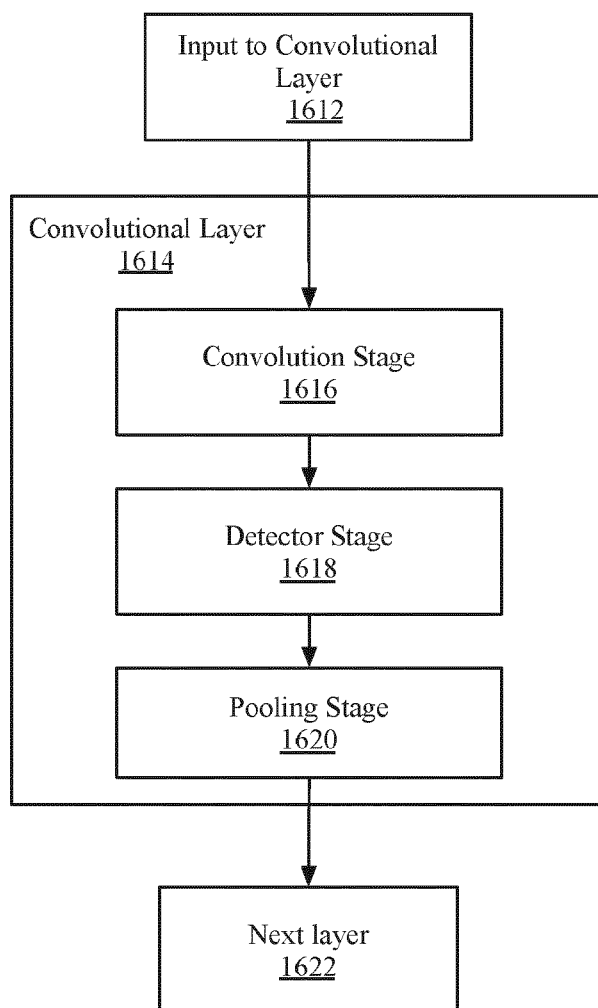 Input to Convolutional
Layer
1612
Convolutional Layer
1614
Convolution Stage
1616
Detector Stage
1618
Pooling Stage
1620
Next layer
1622